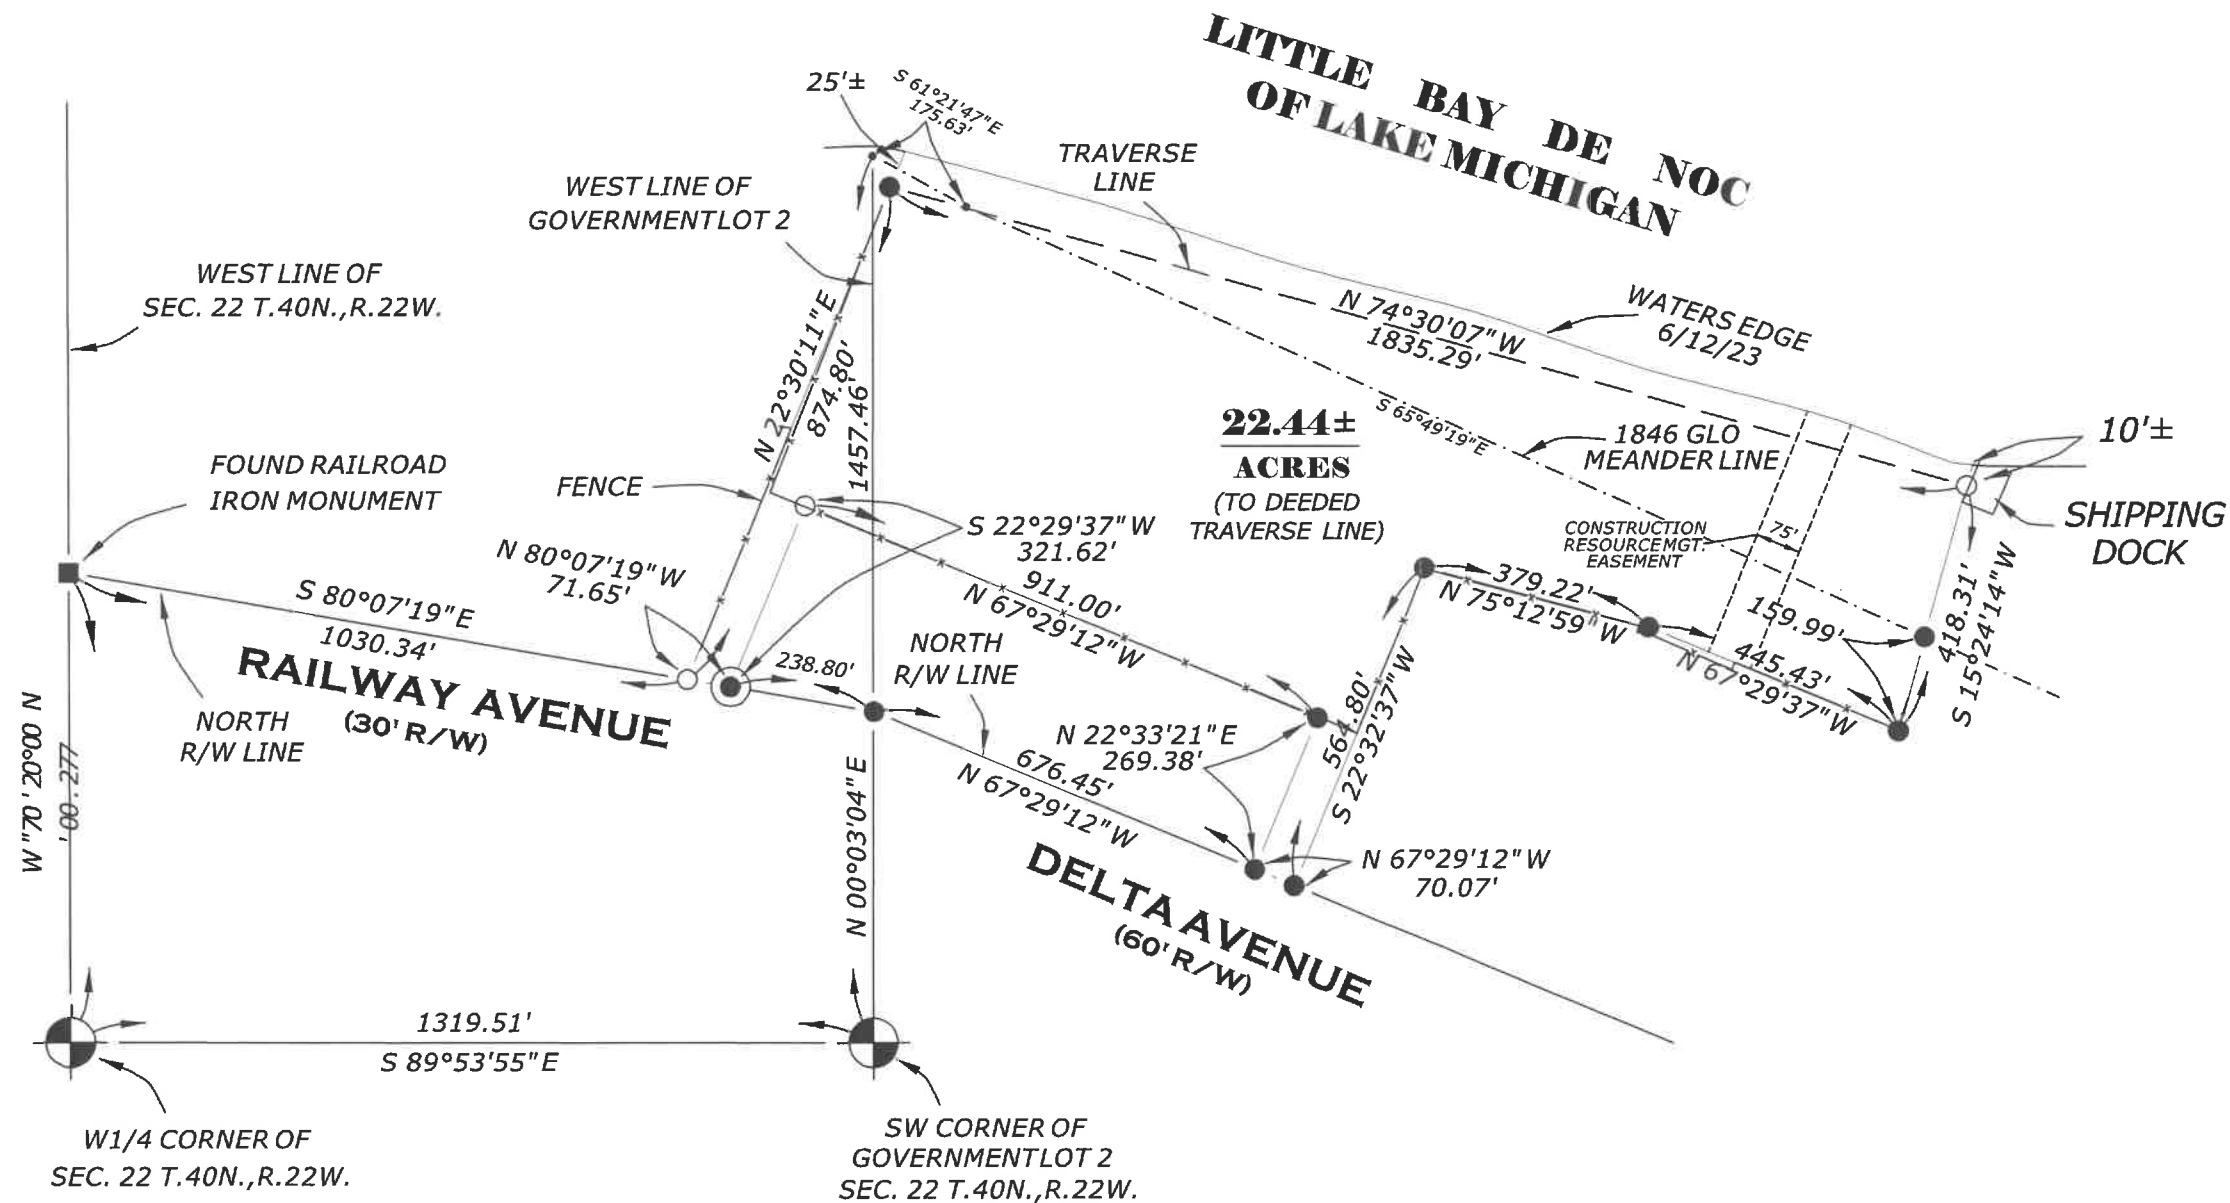 LITTLE BAY DE NOC
OF LAKE MICHIGAN
25'±
S 61°21'47"E
175.63'
TRAVERSE
LINE
WEST LINE OF
GOVERNMENT LOT 2
WEST LINE OF
SEC. 22 T.40N.,R.22W.
N 22°30'11"E
874.80'
1457.46'
N 74°30'07"W
1835.29'
WATERS EDGE
6/12/23
S 65°49'19"E
22.44±
ACRES
(TO DEEDED
TRAVERSE LINE)
1846 GLO
MEANDER LINE
10'±
SHIPPING
DOCK
FOUND RAILROAD
IRON MONUMENT
FENCE
S 22°29'37"W
321.62'
CONSTRUCTION
RESOURCE MGT.
EASEMENT
75'
N 80°07'19"W
71.65'
911.00'
N 67°29'12"W
379.22'
N 75°12'59"W
159.99'
418.31'
S 15°24'14"W
S 80°07'19"E
1030.34'
238.80'
NORTH
R/W LINE
445.43'
N 67°29'37"W
RAILWAY AVENUE
(30' R/W)
NORTH
R/W LINE
564.80'
S 22°32'37"W
N 22°33'21"E
269.38'
676.45'
N 67°29'12"W
N 00°03'04"E
N 67°29'12"W
70.07'
DELTA AVENUE
(60' R/W)
1319.51'
S 89°53'55"E
W1/4 CORNER OF
SEC. 22 T.40N.,R.22W.
SW CORNER OF
GOVERNMENT LOT 2
SEC. 22 T.40N.,R.22W.